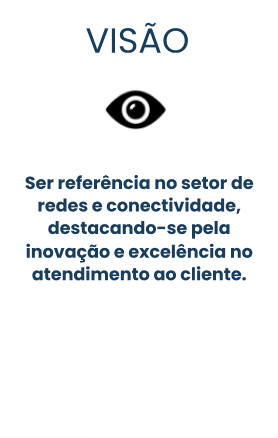 VISÃO
Ser referência no setor de
redes e conectividade,
destacando-se pela
inovação e excelência no
atendimento ao cliente.